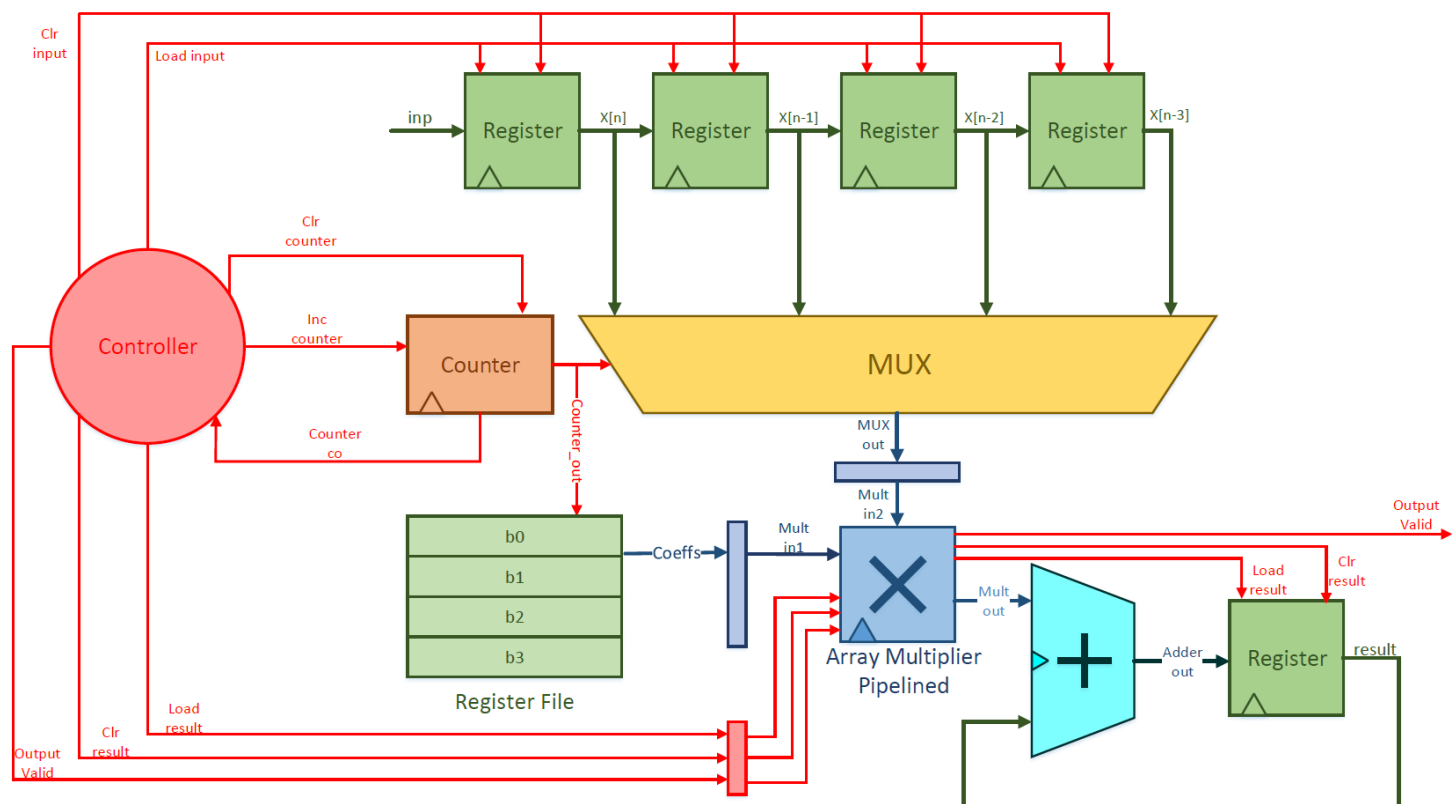 Clr
input
Load input
inp
Register
X[n]
Register
X[n-1]
Register
X[n-2]
Register
X[n-3]
Clr
counter
Controller
Inc
counter
Counter
MUX
Counter
co
Counter_out
MUX
out
Mult
in2
b0
b1
b2
b3
Register File
Coeffs
Mult
in1
Array Multiplier
Pipelined
Output
Valid
Load
result
Clr
result
Mult
out
Adder
out
Register
result
Load
result
Clr
result
Output
Valid